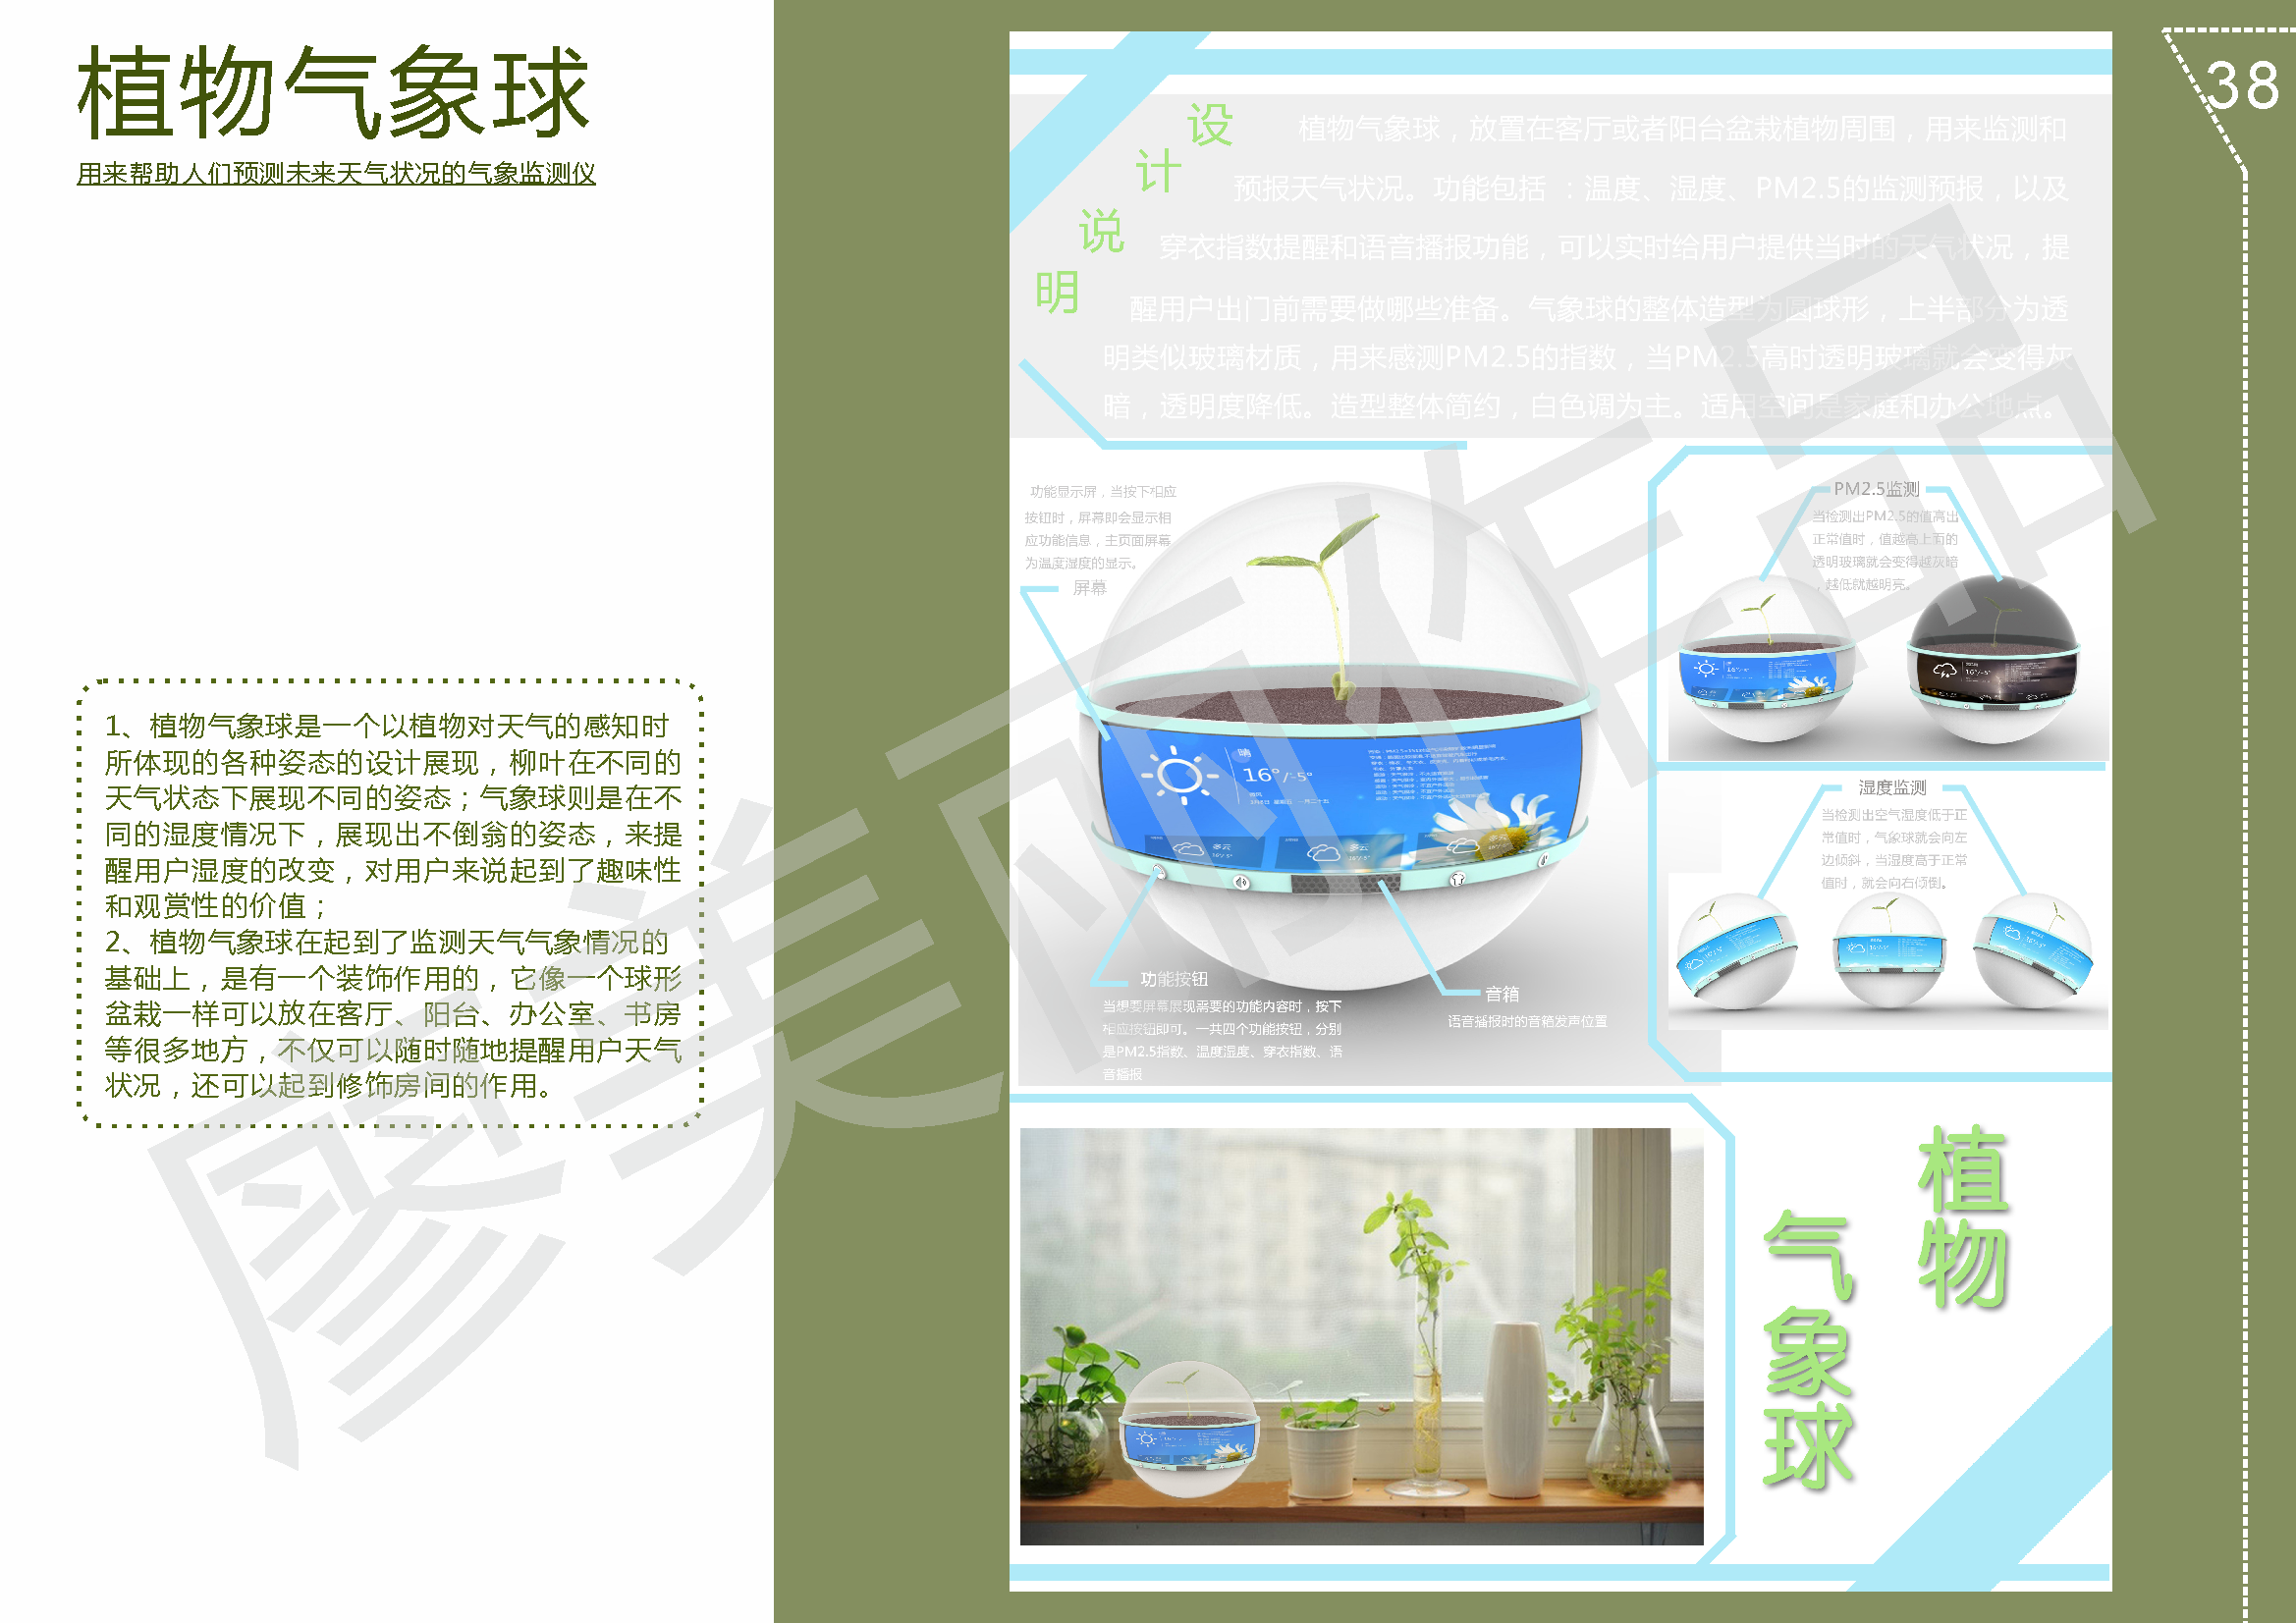 植物气象球
用来帮助人们预测未来天气状况的气象监测仪
1、植物气象球是一个以植物对天气的感知时
所体现的各种姿态的设计展现，柳叶在不同的
天气状态下展现不同的姿态；气象球则是在不
同的湿度情况下，展现出不倒翁的姿态，来提
醒用户湿度的改变，对用户来说起到了趣味性
和观赏性的价值；
2、植物气象球在起到了监测天气气象情况的
基础上，是有一个装饰作用的，它像一个球形
盆栽一样可以放在客厅、阳台、办公室、书房
等很多地方，不仅可以随时随地提醒用户天气
状况，还可以起到修饰房间的作用。
38
设计说明
植物气象球，放置在客厅或者阳台盆栽植物周围，用来监测和
预报天气状况。功能包括 ：温度、湿度、PM2.5的监测预报，以及
穿衣指数提醒和语音播报功能，可以实时给用户提供当时的天气状况，提
醒用户出门前需要做哪些准备。气象球的整体造型为圆球形，上半部分为透
明类似玻璃材质，用来感测PM2.5的指数，当PM2.5高时透明玻璃就会变得灰
暗，透明度降低。造型整体简约，白色调为主。适用空间是家庭和办公地点。
功能显示屏，当按下相应
按钮时，屏幕即会显示相
应功能信息，主页面屏幕
为温度湿度的显示。
屏幕
晴
16°/-5°
多云
多云
多云
功能按钮
当想要屏幕展现需要的功能内容时，按下
相应按钮即可。一共四个功能按钮，分别
是PM2.5指数、温度湿度、穿衣指数、语
音播报
音箱
语音播报时的音箱发声位置
PM2.5监测
当检测出PM2.5的值高出
正常值时，值越高上面的
透明玻璃就会变得越灰暗
，越低就越明亮。
16°/-5°
16°/-5°
湿度监测
当检测出空气湿度低于正
常值时，气象球就会向左
边倾斜，当湿度高于正常
值时，就会向右倾倒。
植物
气象球
廖美丽作品